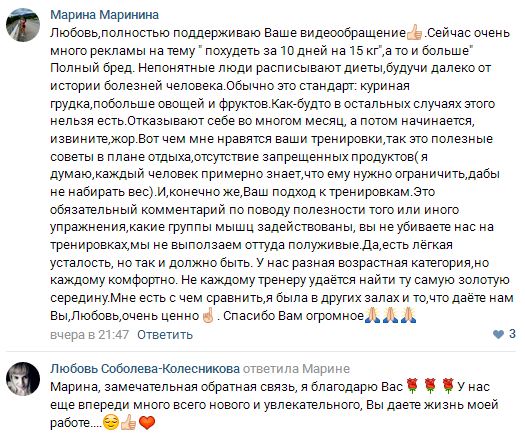 Марина Маринина
Любовь,полностью поддерживаю Ваше видеообращение👍🏻.Сейчас очень
много рекламы на тему " похудеть за 10 дней на 15 кг",а то и больше"
Полный бред. Непонятные люди расписывают диеты,будучи далеко от
истории болезней человека.Обычно это стандарт: куриная
грудка,побольше овощей и фруктов.Как-будто в остальных случаях этого
нельзя есть.Отказывают себе во многом месяц, а потом начинается,
извините,жор.Вот чем мне нравятся ваши тренировки,так это полезные
советы в плане отдыха,отсутствие запрещенных продуктов( я
думаю,каждый человек примерно знает,что ему нужно ограничить,дабы
не набирать вес).И,конечно же,Ваш подход к тренировкам.Это
обязательный комментарий по поводу полезности того или иного
упражнения,какие группы мышц задействованы, вы не убиваете нас на
тренировках,мы не выползаем оттуда полуживые.Да,есть лёгкая
усталость, но так и должно быть. У нас разная возрастная категория,но
каждому комфортно. Не каждому тренеру удаётся найти ту самую золотую
середину.Мне есть с чем сравнить,я была в других залах и то,что даёте нам
Вы,Любовь,очень ценно☝🏻. Спасибо Вам огромное🙏🏻🙏🏻🙏🏻
вчера в 21:47 Ответить 3
Любовь Соболева-Колесникова ответила Марине
Марина, замечательная обратная связь, я благодарю Вас🌹🌹🌹У нас
еще впереди много всего нового и увлекательного, Вы даете жизнь моей
работе....😌👍🏻❤